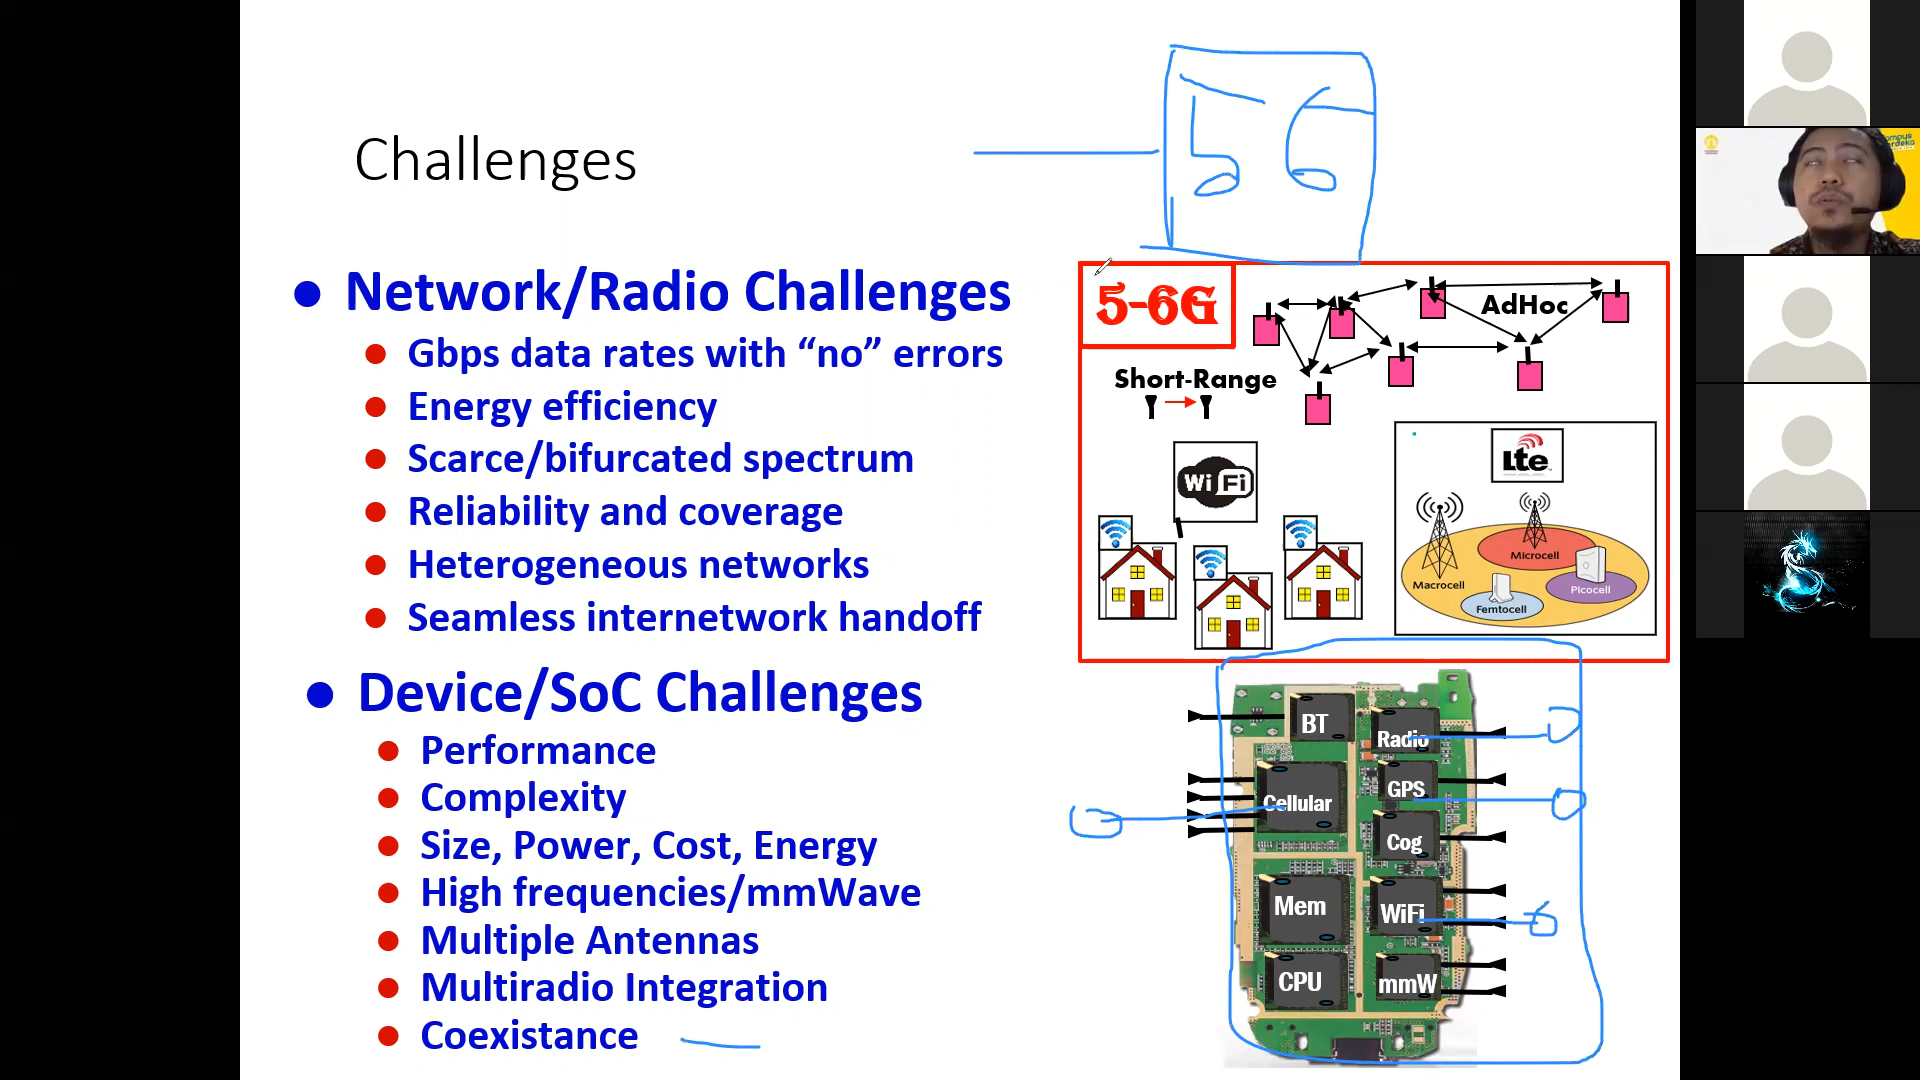 5G
Challenges
Network/Radio Challenges
Gbps data rates with “no” errors
Energy efficiency
Scarce/bifurcated spectrum
Reliability and coverage
Heterogeneous networks
Seamless internetwork handoff
Device/SoC Challenges
Performance
Complexity
Size, Power, Cost, Energy
High frequencies/mmWave
Multiple Antennas
Multiradio Integration
Coexistance
5-6G
AdHoc
Short-Range
WiFi
LTE
Microcell
Macrocell
Picocell
Femtocell
BT
Radio
Cellular
GPS
Cog
Mem
WiFi
CPU
mmW